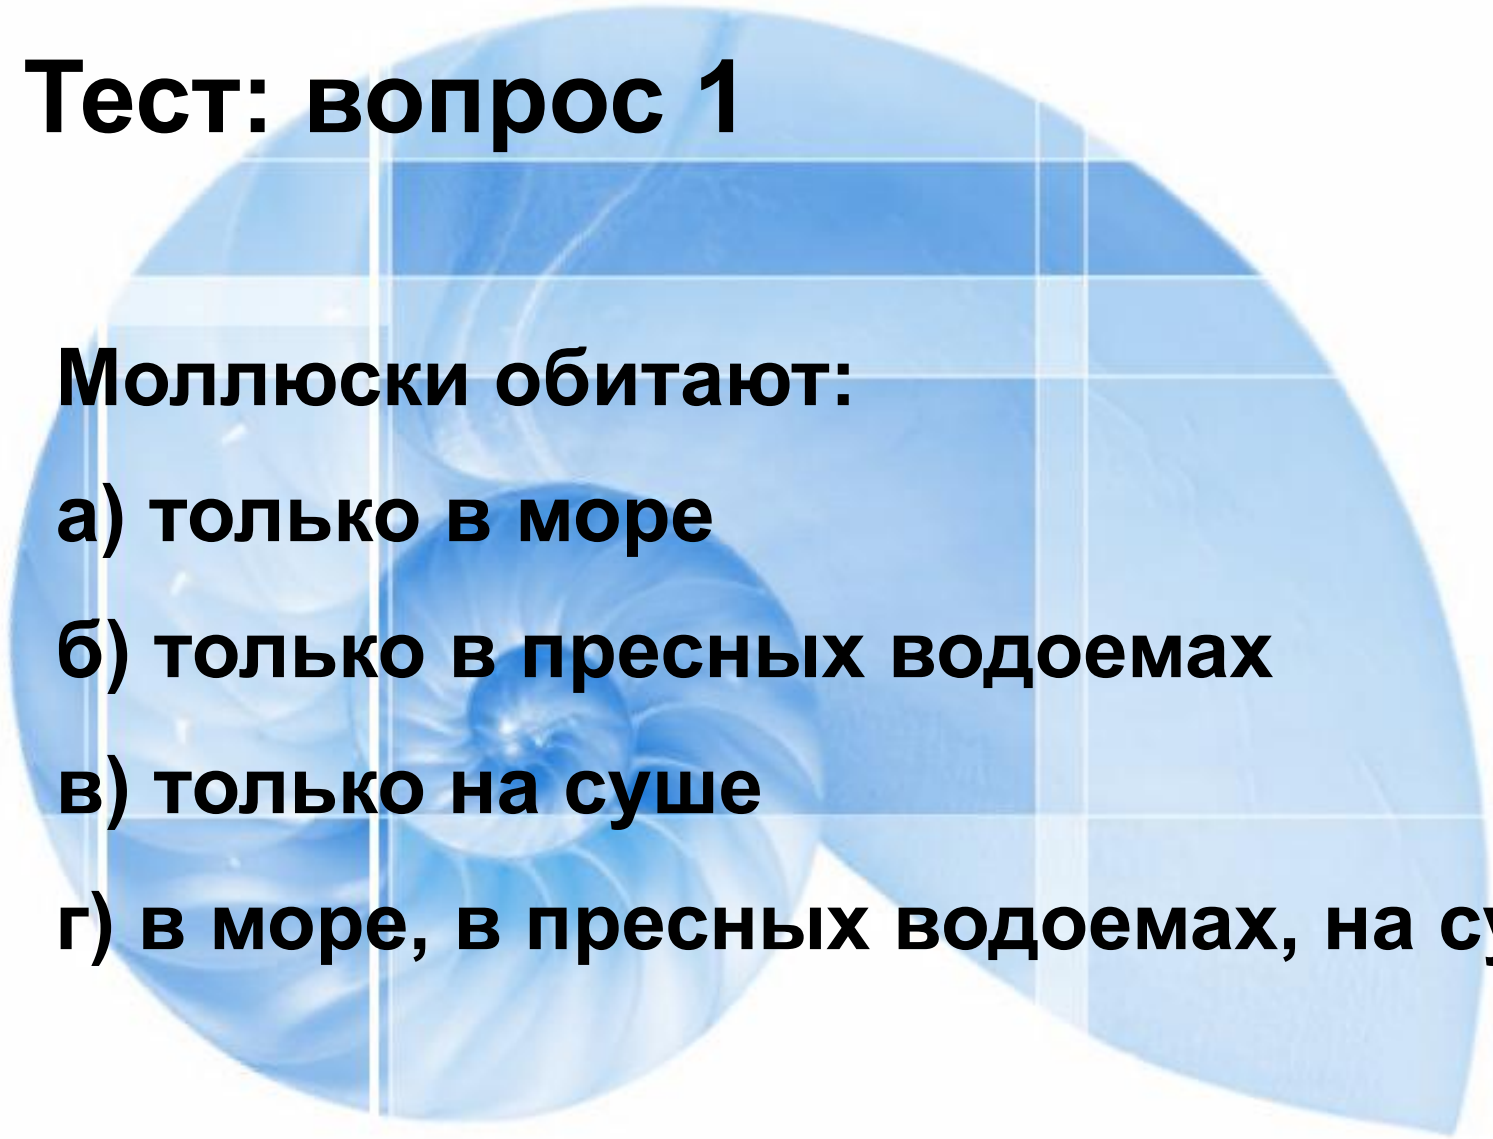 Тест: вопрос 1
Моллюски обитают:
а) только в море
б) только в пресных водоемах
в) только на суше
г) в море, в пресных водоемах, на